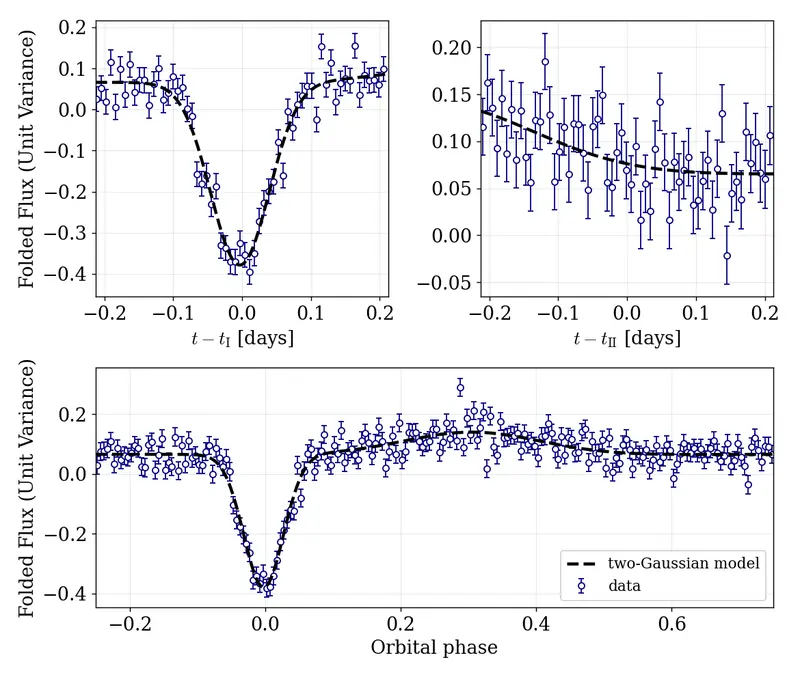 0.2
0.1
0.0
−0.1
−0.2
−0.3
−0.4
Folded Flux (Unit Variance)
−0.2 −0.1 0.0 0.1 0.2
t − tI [days]
0.20
0.15
0.10
0.05
0.00
−0.05
−0.2 −0.1 0.0 0.1 0.2
t − tII [days]
0.2
0.0
−0.2
−0.4
Folded Flux (Unit Variance)
two-Gaussian model
data
−0.2 0.0 0.2 0.4 0.6
Orbital phase